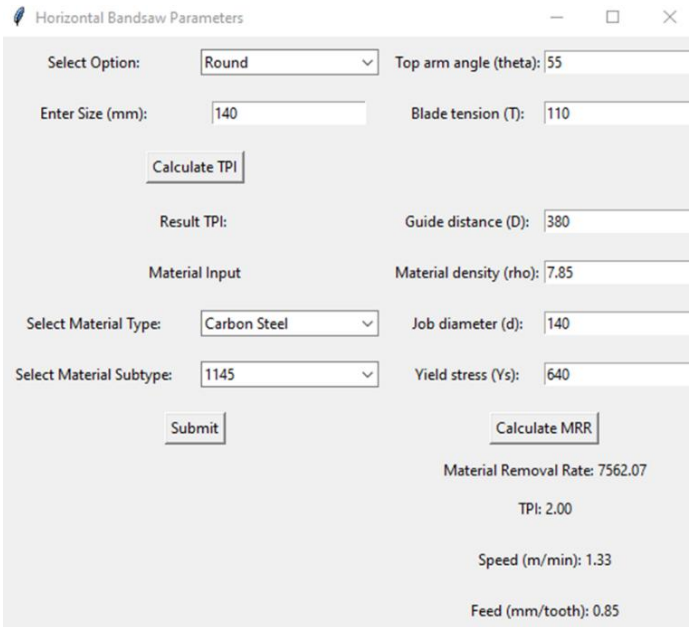 Horizontal Bandsaw Parameters
Select Option: Round Top arm angle (theta): 55
Enter Size (mm): 140 Blade tension (T): 110
Calculate TPI
Result TPI: Guide distance (D): 380
Material Input Material density (rho): 7.85
Select Material Type: Carbon Steel Job diameter (d): 140
Select Material Subtype: 1145 Yield stress (Ys): 640
Submit Calculate MRR
Material Removal Rate: 7562.07
TPI: 2.00
Speed (m/min): 1.33
Feed (mm/tooth): 0.85